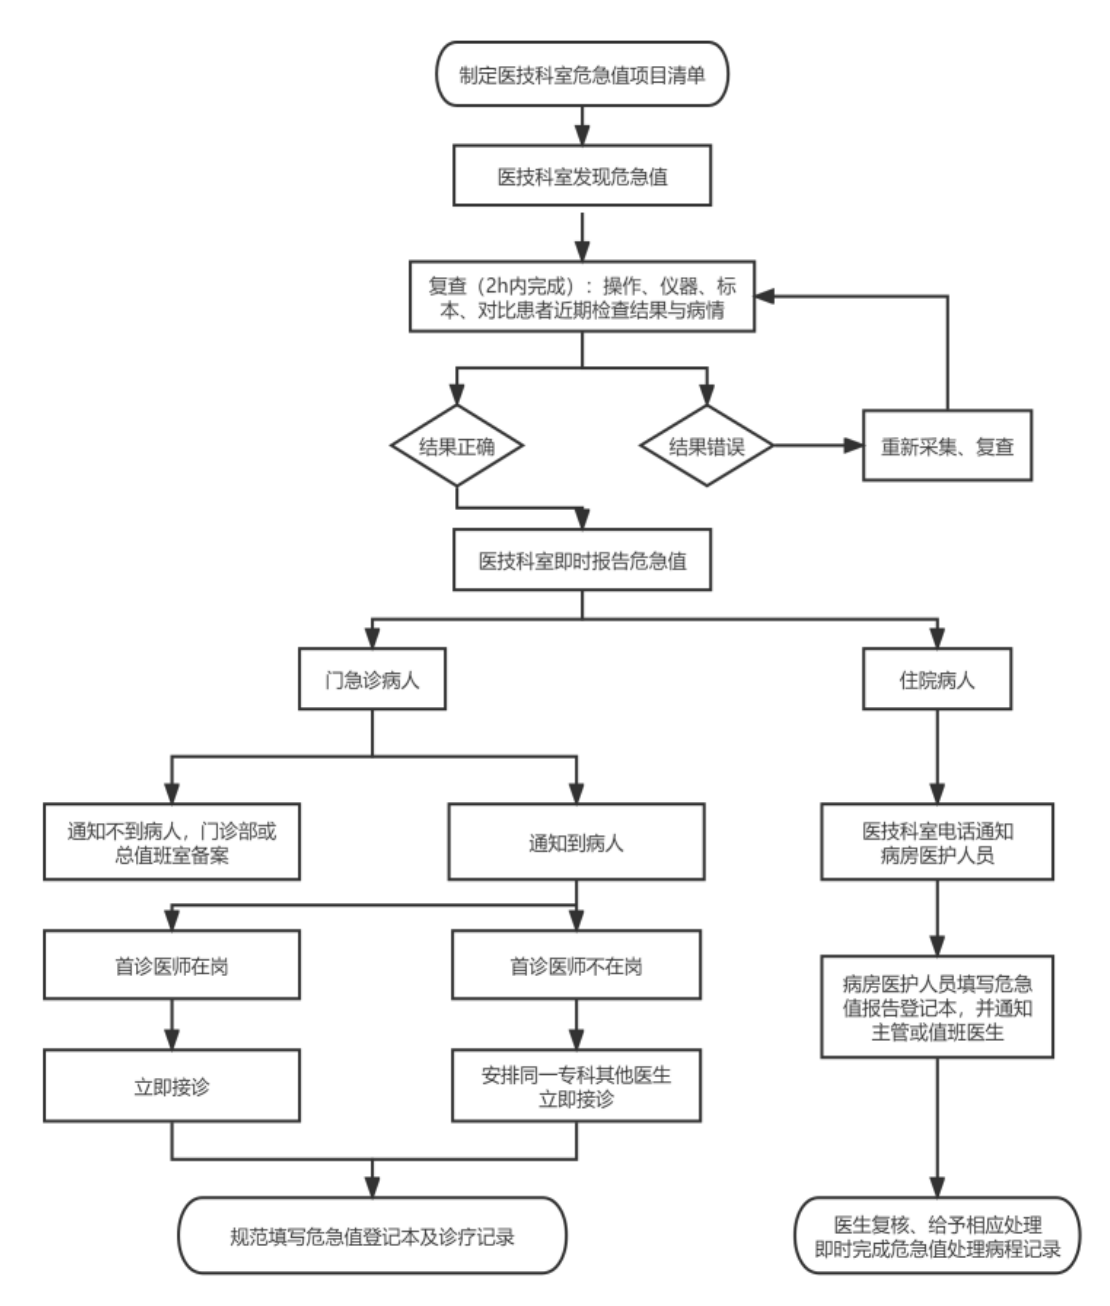 制定医技科室危急值项目清单
医技科室发现危急值
复查（2h内完成）：操作、仪器、标
本、对比患者近期检查结果与病情
结果正确
结果错误
重新采集、复查
医技科室即时报告危急值
门急诊病人
住院病人
通知不到病人，门诊部或
总值班室备案
通知到病人
医技科室电话通知
病房医护人员
首诊医师在岗
首诊医师不在岗
病房医护人员填写危急
值报告登记本，并通知
主管或值班医生
立即接诊
安排同一专科其他医生
立即接诊
规范填写危急值登记本及诊疗记录
医生复核、给予相应处理
即时完成危急值处理病程记录